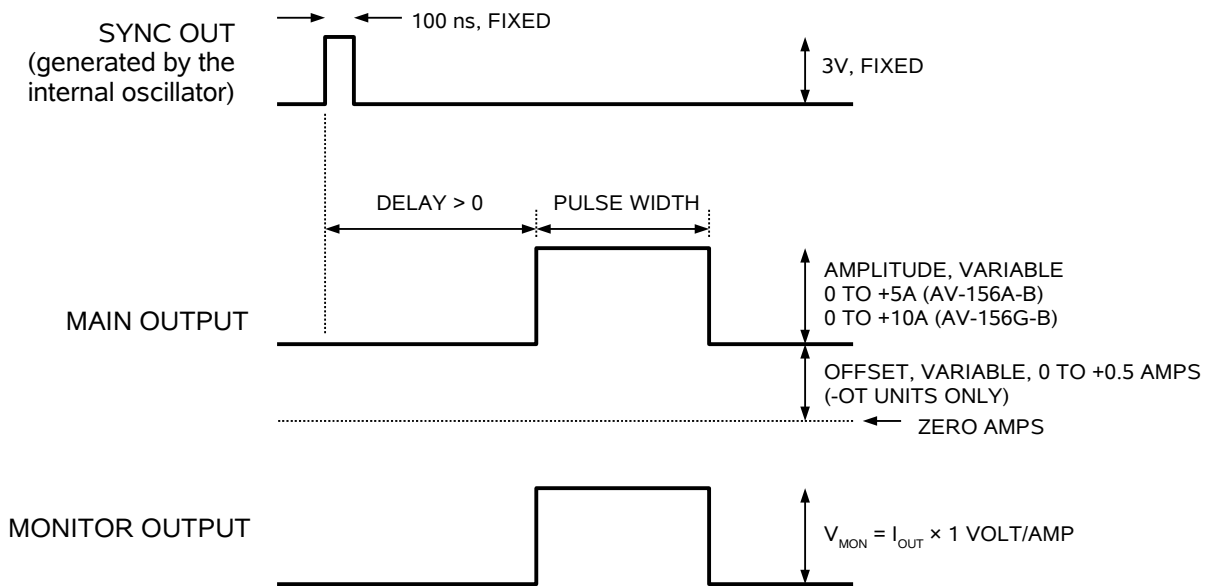 100 ns, FIXED
SYNC OUT
(generated by the
internal oscillator)
3V, FIXED
DELAY > 0
PULSE WIDTH
AMPLITUDE, VARIABLE
0 TO +5A (AV-156A-B)
0 TO +10A (AV-156G-B)
MAIN OUTPUT
OFFSET, VARIABLE, 0 TO +0.5 AMPS
(-OT UNITS ONLY)
ZERO AMPS
MONITOR OUTPUT
VMON = IOUT × 1 VOLT/AMP